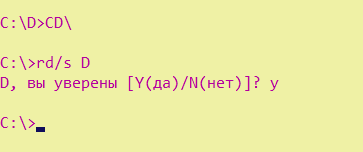 C:\D>CD\
C:\>rd/s D
D, вы уверены [Y(да)/N(нет)]? y
C:\>